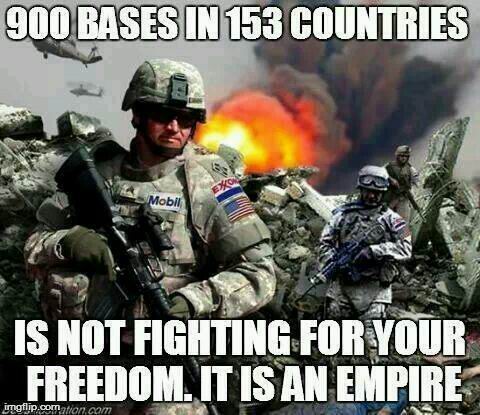 900 BASES IN 153 COUNTRIES
EXXON
Mobil
IS NOT FIGHTING FOR YOUR
FREEDOM. IT IS AN EMPIRE
imgflip.com